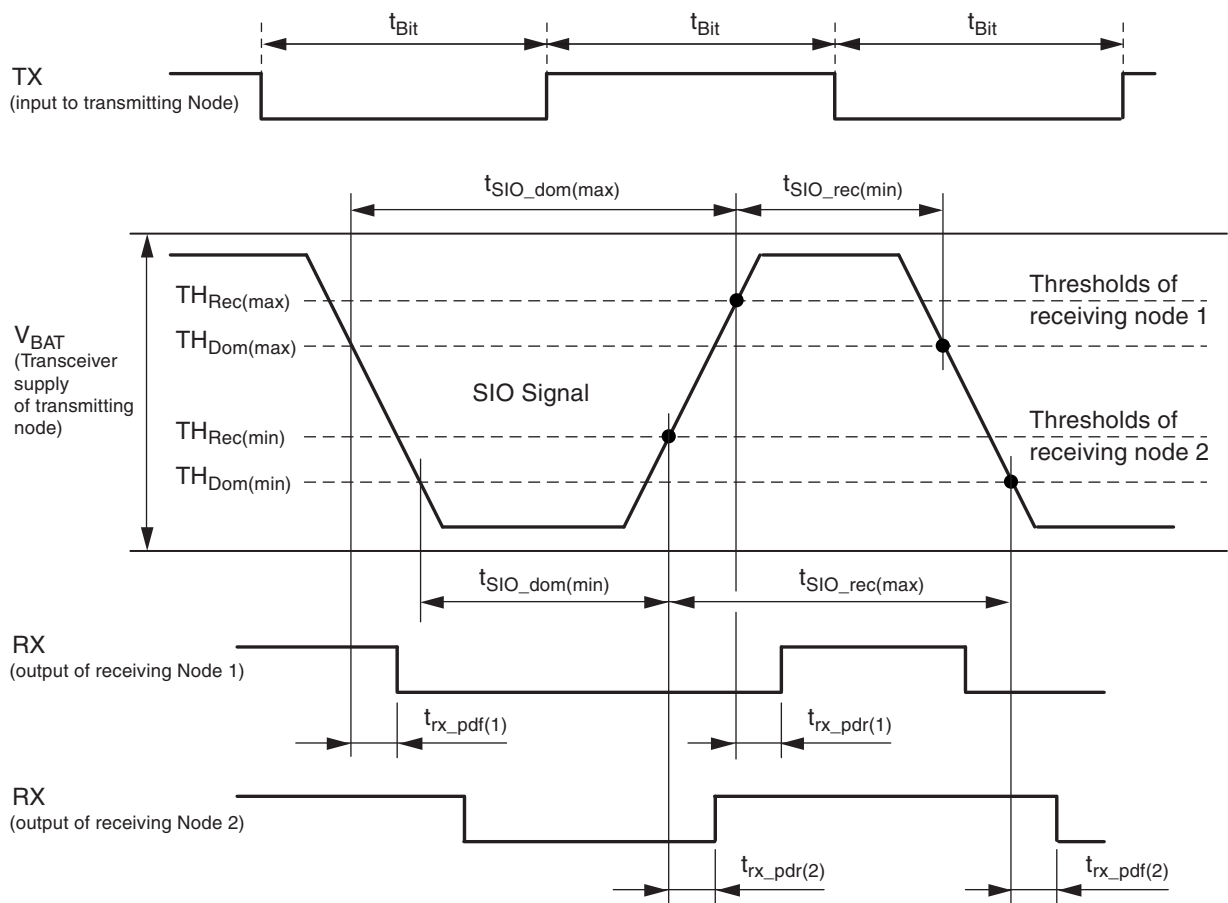 tBit
tBit
tBit
TX
(input to transmitting Node)
tSIO_dom(max)
tSIO_rec(min)
VBAT
(Transceiver
supply
of transmitting
node)
THRec(max)
THDom(max)
THRec(min)
THDom(min)
SIO Signal
Thresholds of
receiving node 1
Thresholds of
receiving node 2
tSIO_dom(min)
tSIO_rec(max)
RX
(output of receiving Node 1)
trx_pdf(1)
trx_pdr(1)
RX
(output of receiving Node 2)
trx_pdr(2)
trx_pdf(2)